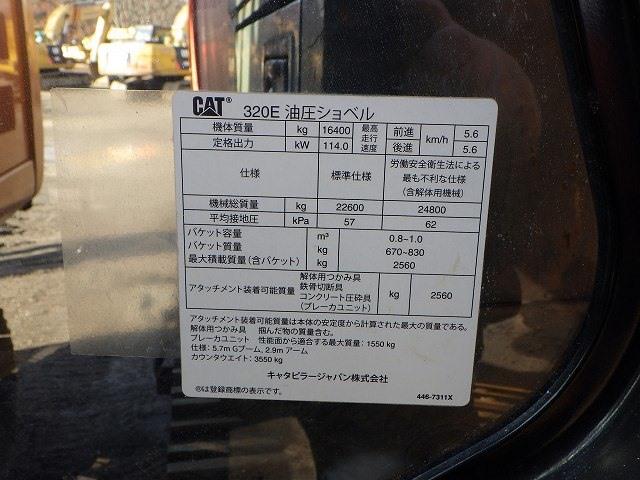 CAT® 320E 油圧ショベル
機体質量 kg 16400 最高走行速度 前進 km/h 5.6
定格出力 kW 114.0 後進 5.6
仕様 標準仕様 労働安全衛生法による
最も不利な仕様
(含解体用機械)
機械総質量 kg 22600 24800
平均接地圧 kPa 57 62
バケット容量 m³ 0.8~1.0
バケット質量 kg 670~830
最大積載質量(含バケット) kg 2560
アタッチメント装着可能質量 解体用つかみ具
鉄骨切断具
コンクリート圧砕具
(ブレーカユニット) kg 2560
アタッチメント装着可能質量は本体の安定度から計算された最大の質量である。
解体用つかみ具 掴んだ物の質量含む。
ブレーカユニット 性能面から適合する最大質量: 1550 kg
仕様: 5.7m Gブーム, 2.9m アーム
カウンタウエイト: 3550 kg
キャタピラージャパン株式会社
®は登録商標の表示です。
446-7311X